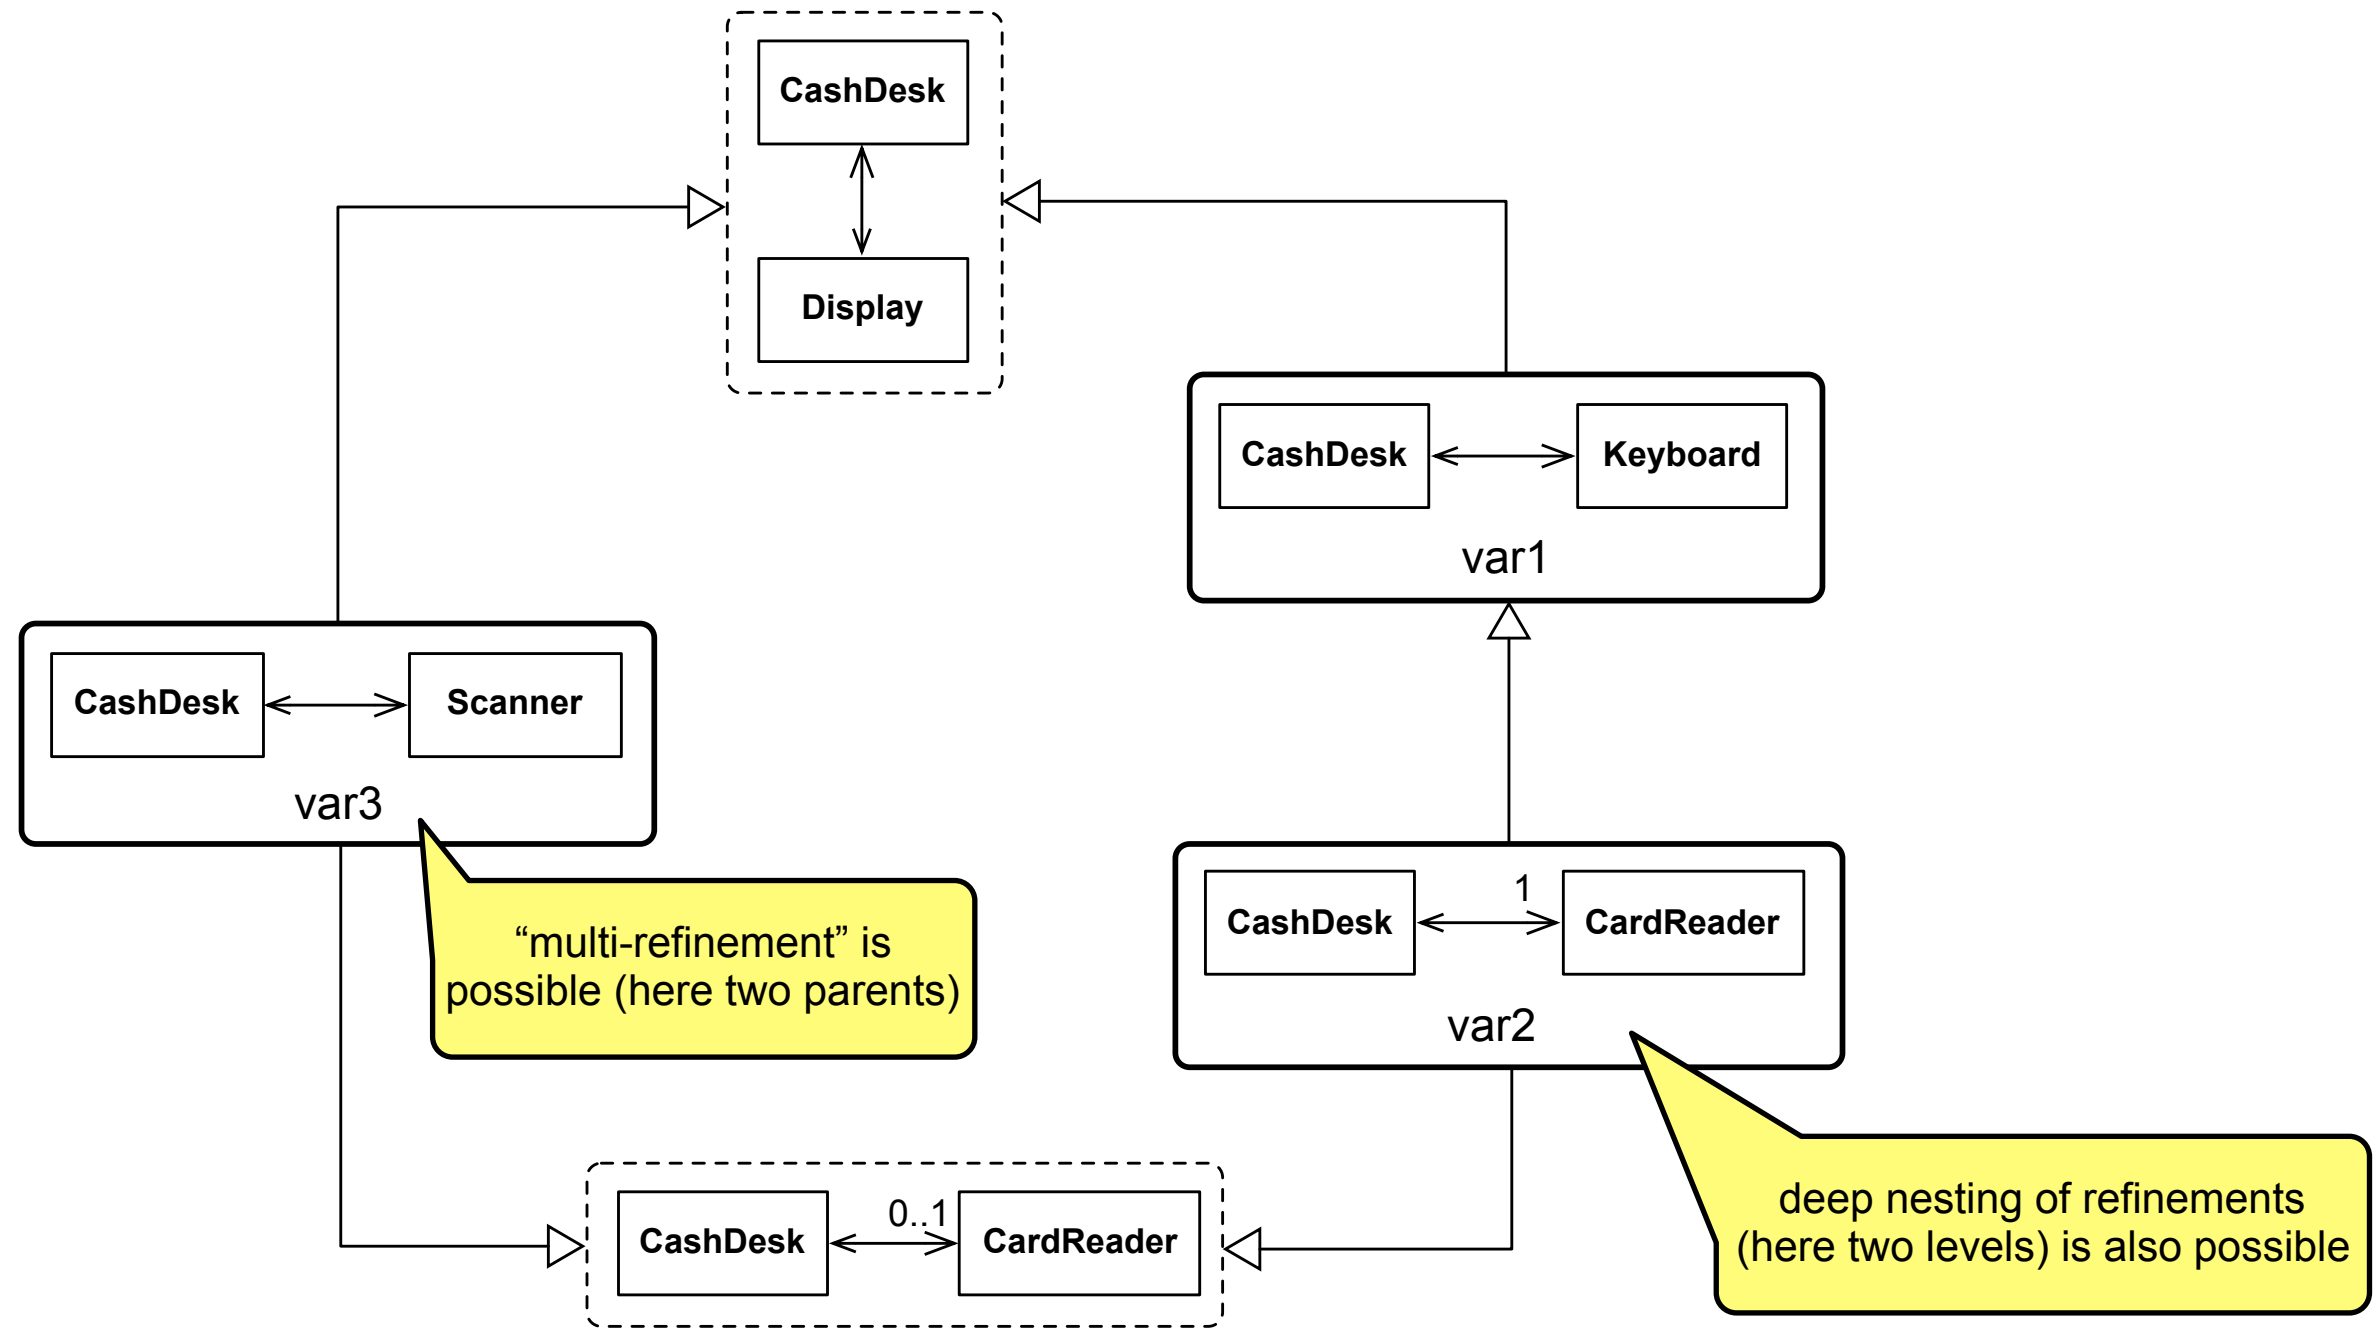 CashDesk
Display
CashDesk
Keyboard
var1
CashDesk
Scanner
var3
“multi-refinement” is
possible (here two parents)
CashDesk
1
CardReader
var2
deep nesting of refinements
(here two levels) is also possible
CashDesk
0..1
CardReader